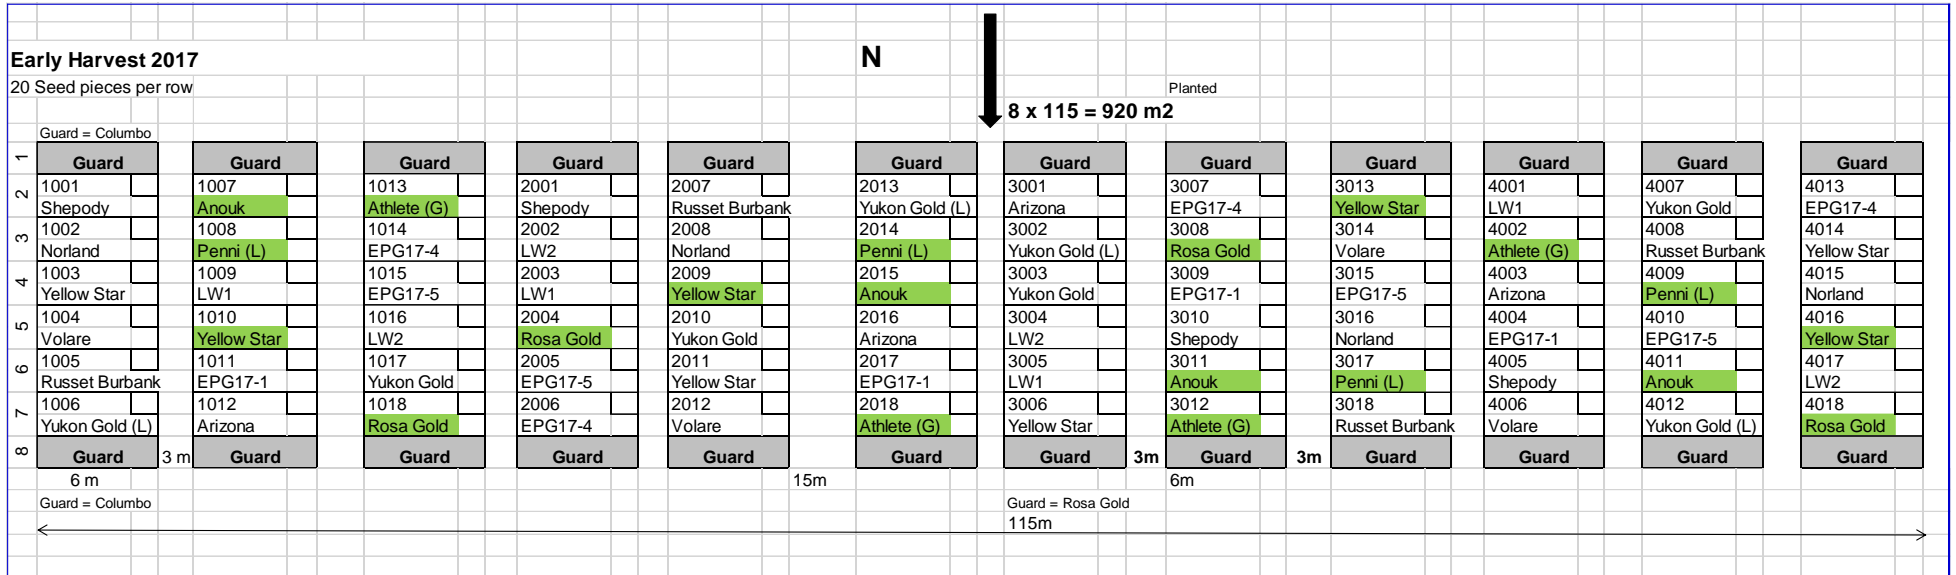 N
Early Harvest 2017
20 Seed pieces per row Planted
8 x 115 = 920 m2
Guard = Columbo
1 Guard Guard Guard Guard Guard Guard Guard Guard Guard Guard Guard Guard
2 1001 1007 1013 2001 2007 2013 3001 3007 3013 4001 4007 4013
Shepody Anouk Athlete (G) Shepody Russet Burbank Yukon Gold (L) Arizona EPG17-4 Yellow Star LW1 Yukon Gold EPG17-4
3 1002 1008 1014 2002 2008 2014 3002 3008 3014 4002 4008 4014
Norland Penni (L) EPG17-4 LW2 Norland Penni (L) Yukon Gold (L) Rosa Gold Volare Athlete (G) Russet Burbank Yellow Star
4 1003 1009 1015 2003 2009 2015 3003 3009 3015 4003 4009 4015
Yellow Star LW1 EPG17-5 LW1 Yellow Star Anouk Yukon Gold EPG17-1 EPG17-5 Arizona Penni (L) Norland
5 1004 1010 1016 2004 2010 2016 3004 3010 3016 4004 4010 4016
Volare Yellow Star LW2 Rosa Gold Yukon Gold Arizona LW2 Shepody Norland EPG17-1 EPG17-5 Yellow Star
6 1005 1011 1017 2005 2011 2017 3005 3011 3017 4005 4011 4017
Russet Burbank EPG17-1 Yukon Gold EPG17-5 Yellow Star EPG17-1 LW1 Anouk Penni (L) Shepody Anouk LW2
7 1006 1012 1018 2006 2012 2018 3006 3012 3018 4006 4012 4018
Yukon Gold (L) Arizona Rosa Gold EPG17-4 Volare Athlete (G) Yellow Star Athlete (G) Russet Burbank Volare Yukon Gold (L) Rosa Gold
8 Guard 3 m Guard Guard Guard Guard Guard Guard 3m Guard 3m Guard Guard Guard Guard
6 m 15m 6m
Guard = Columbo Guard = Rosa Gold
115m